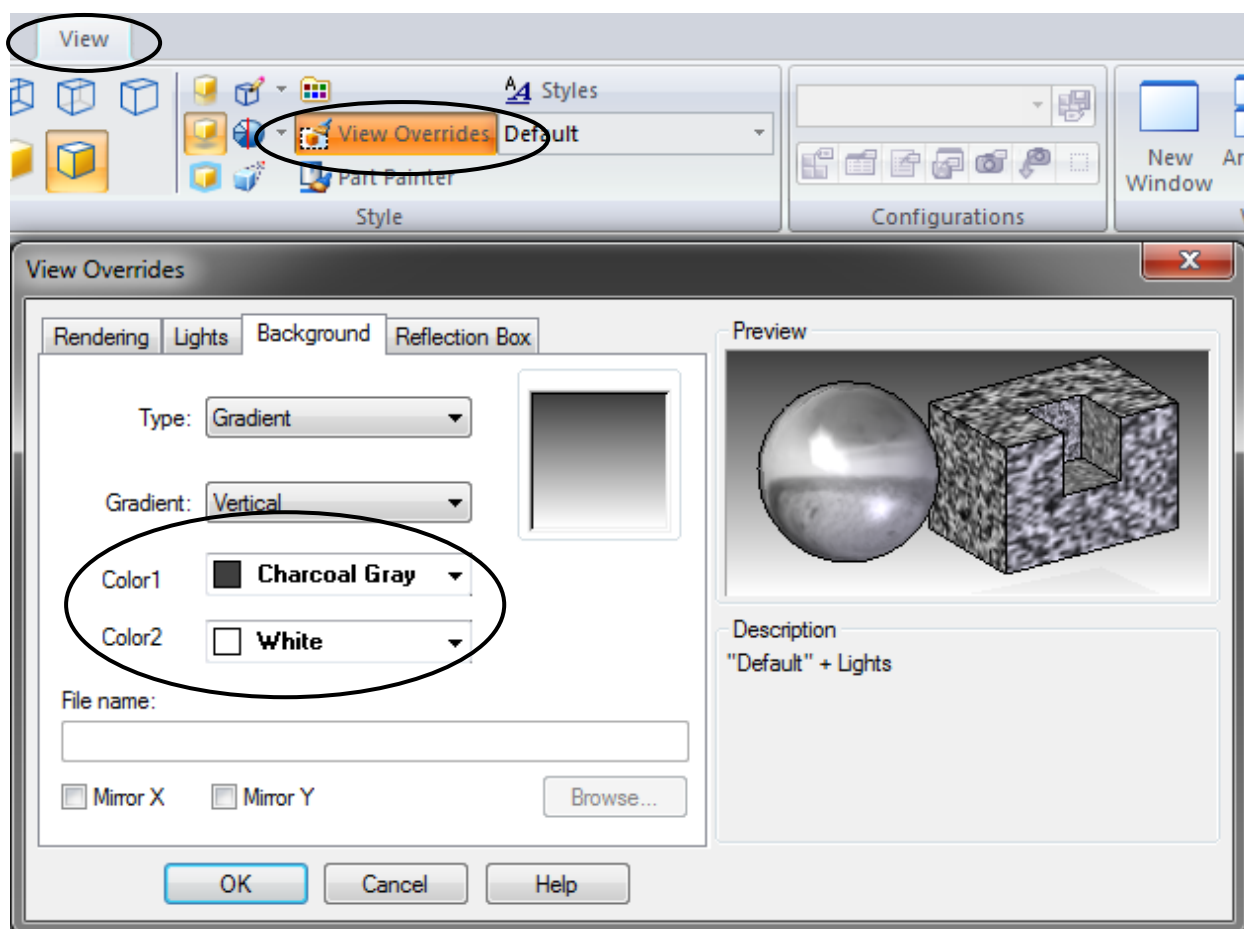 View
Styles
View Overrides
Default
Part Painter
New
Window
Style
Configurations
View Overrides
Rendering
Lights
Background
Reflection Box
Preview
Type:
Gradient
Gradient:
Vertical
Color1
Charcoal Gray
Color2
White
Description
"Default" + Lights
File name:
Mirror X
Mirror Y
Browse...
OK
Cancel
Help